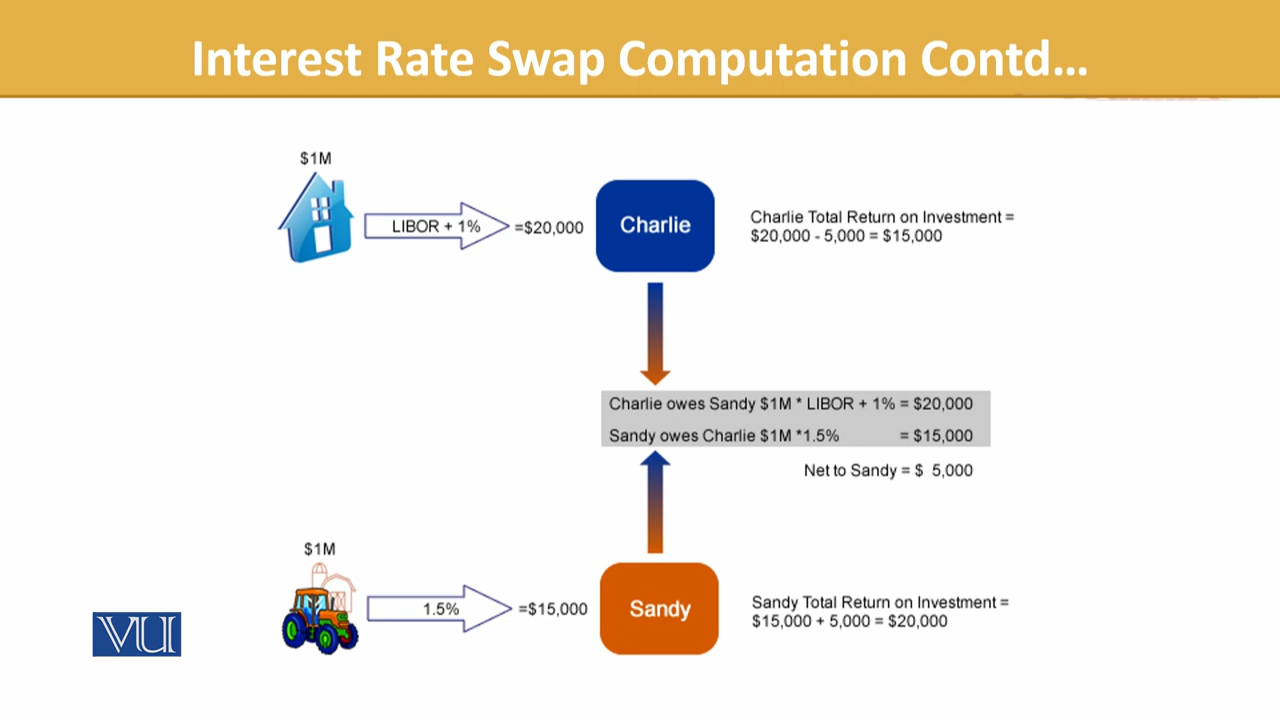 Interest Rate Swap Computation Contd...
$1M
LIBOR + 1%
=$20,000
Charlie
Charlie Total Return on Investment =
$20,000 - 5,000 = $15,000
Charlie owes Sandy $1M * LIBOR + 1% = $20,000
Sandy owes Charlie $1M *1.5% = $15,000
Net to Sandy = $ 5,000
$1M
1.5%
=$15,000
Sandy
Sandy Total Return on Investment =
$15,000 + 5,000 = $20,000
VU